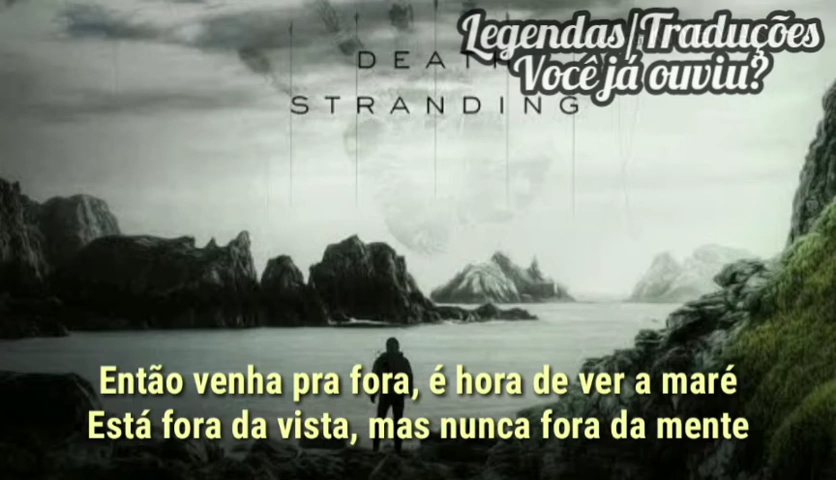 Legendas/Traduções
Você já ouviu?
DEATH
STRANDING
Então venha pra fora, é hora de ver a maré
Está fora da vista, mas nunca fora da mente